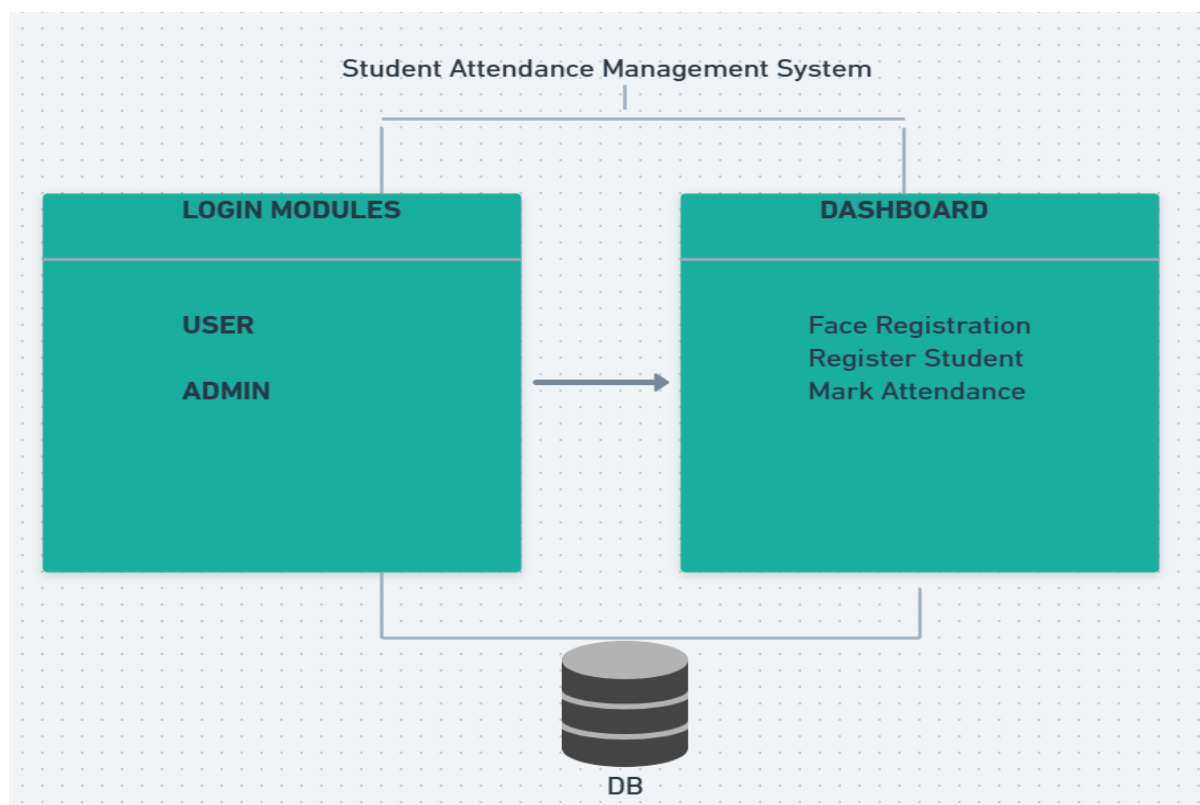 Student Attendance Management System
LOGIN MODULES
USER
ADMIN
DASHBOARD
Face Registration
Register Student
Mark Attendance
DB